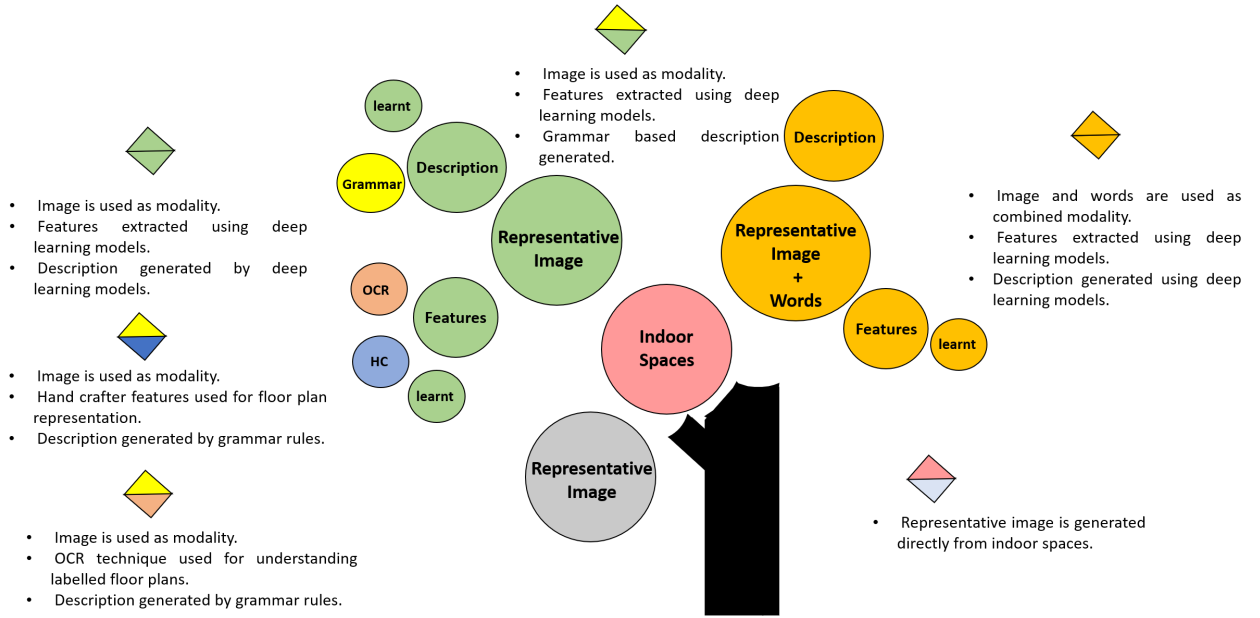 • Image is used as modality.
• Features extracted using deep
learning models.
• Grammar based description
generated.
learnt
Description
Grammar
Representative
Image
OCR
Features
HC
learnt
Description
Representative
Image
+
Words
Features
learnt
Indoor
Spaces
Representative
Image
• Image is used as modality.
• Features extracted using deep
learning models.
• Description generated by deep
learning models.
• Image is used as modality.
• Hand crafter features used for floor plan
representation.
• Description generated by grammar rules.
• Image is used as modality.
• OCR technique used for understanding
labelled floor plans.
• Description generated by grammar rules.
• Image and words are used as
combined modality.
• Features extracted using deep
learning models.
• Description generated using deep
learning models.
• Representative image is generated
directly from indoor spaces.